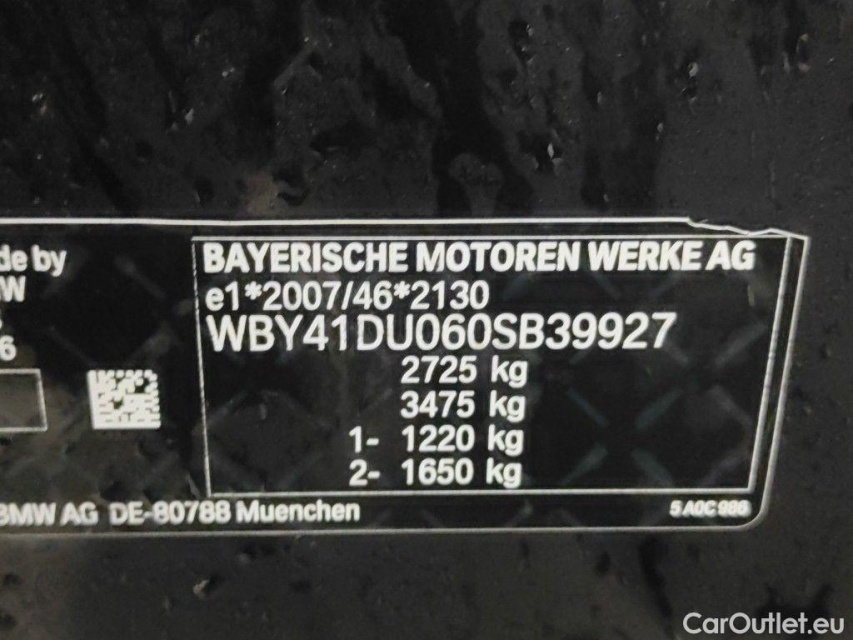 de by
W
6
BAYERISCHE MOTOREN WERKE AG
e1*2007/46*2130
WBY41DU060SB39927
2725 kg
3475 kg
1- 1220 kg
2- 1650 kg
BMW AG DE-80788 Muenchen
5 A0C 986
CarOutlet.eu